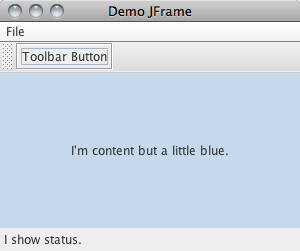 Demo JFrame
File
Toolbar Button
I'm content but a little blue.
I show status.